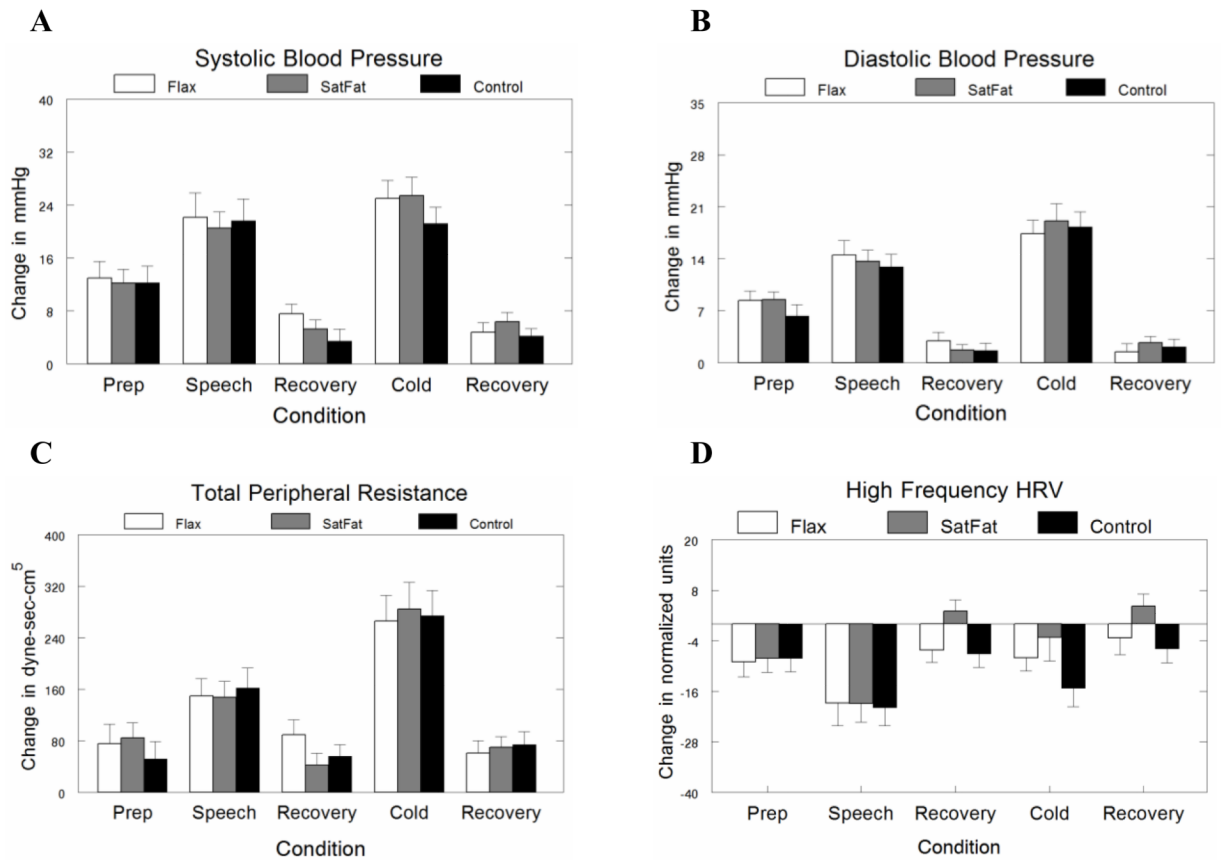 A
Systolic Blood Pressure
Flax SatFat Control
40
32
24
16
8
0
Change in mmHg
Prep Speech Recovery Cold Recovery
Condition
B
Diastolic Blood Pressure
Flax SatFat Control
35
28
21
14
7
0
Change in mmHg
Prep Speech Recovery Cold Recovery
Condition
C
Total Peripheral Resistance
Flax SatFat Control
400
320
240
160
80
0
Change in dyne-sec-cm5
Prep Speech Recovery Cold Recovery
Condition
D
High Frequency HRV
Flax SatFat Control
20
8
-4
-16
-28
-40
Change in normalized units
Prep Speech Recovery Cold Recovery
Condition